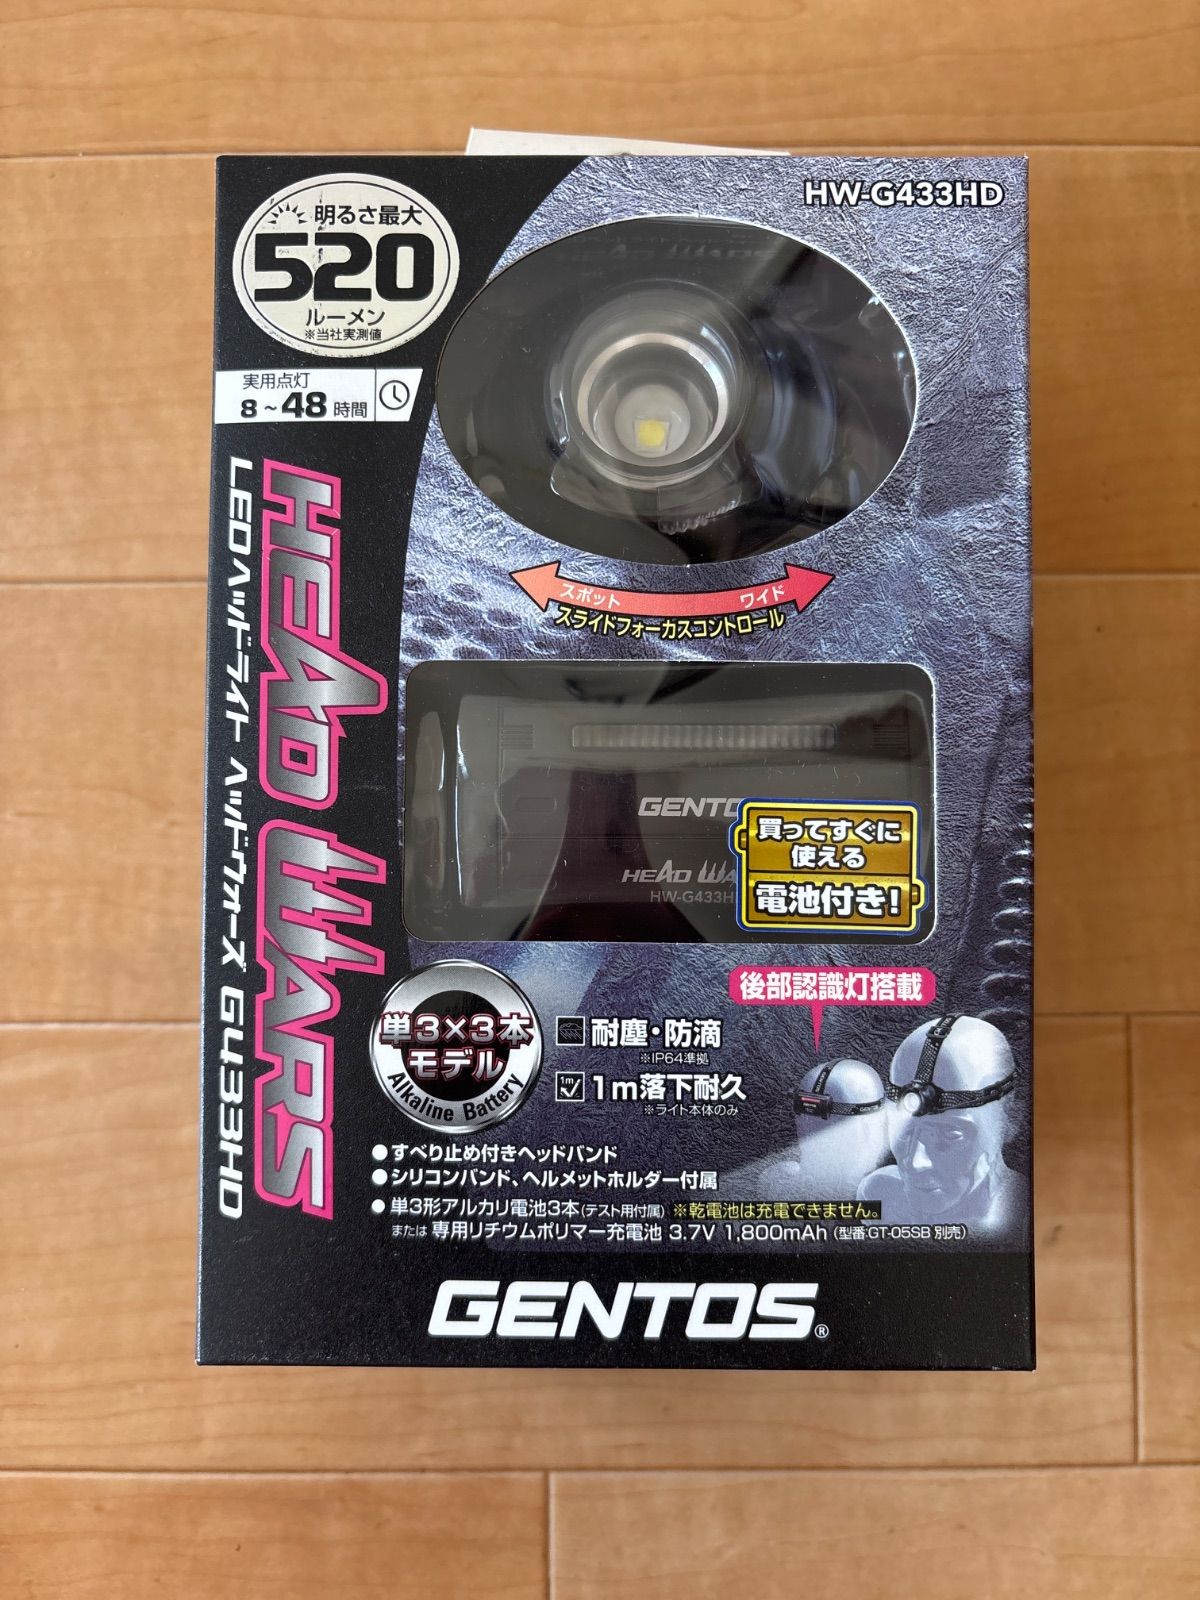 HW-G433HD
明るさ最大
520
ルーメン
※当社実測値
実用点灯
8～48時間
LEDヘッドライト ヘッドウォーズ G433HD
HEAD WARS
スポット
ワイド
スライドフォーカスコントロール
GENTO
HEAD WA
HW-G433H
買ってすぐに
使える
電池付き!
後部認識灯搭載
単3×3本
モデル
Alkaline Battery
耐塵・防滴
※IP64準拠
1m
1m落下耐久
※ライト本体のみ
GENTOS
●すべり止め付きヘッドバンド
●シリコンバンド、ヘルメットホルダー付属
●単3形アルカリ電池3本(テスト用付属) ※乾電池は充電できません。
または 専用リチウムポリマー充電池 3.7V 1,800mAh (型番:GT-05SB 別売)
GENTOS®